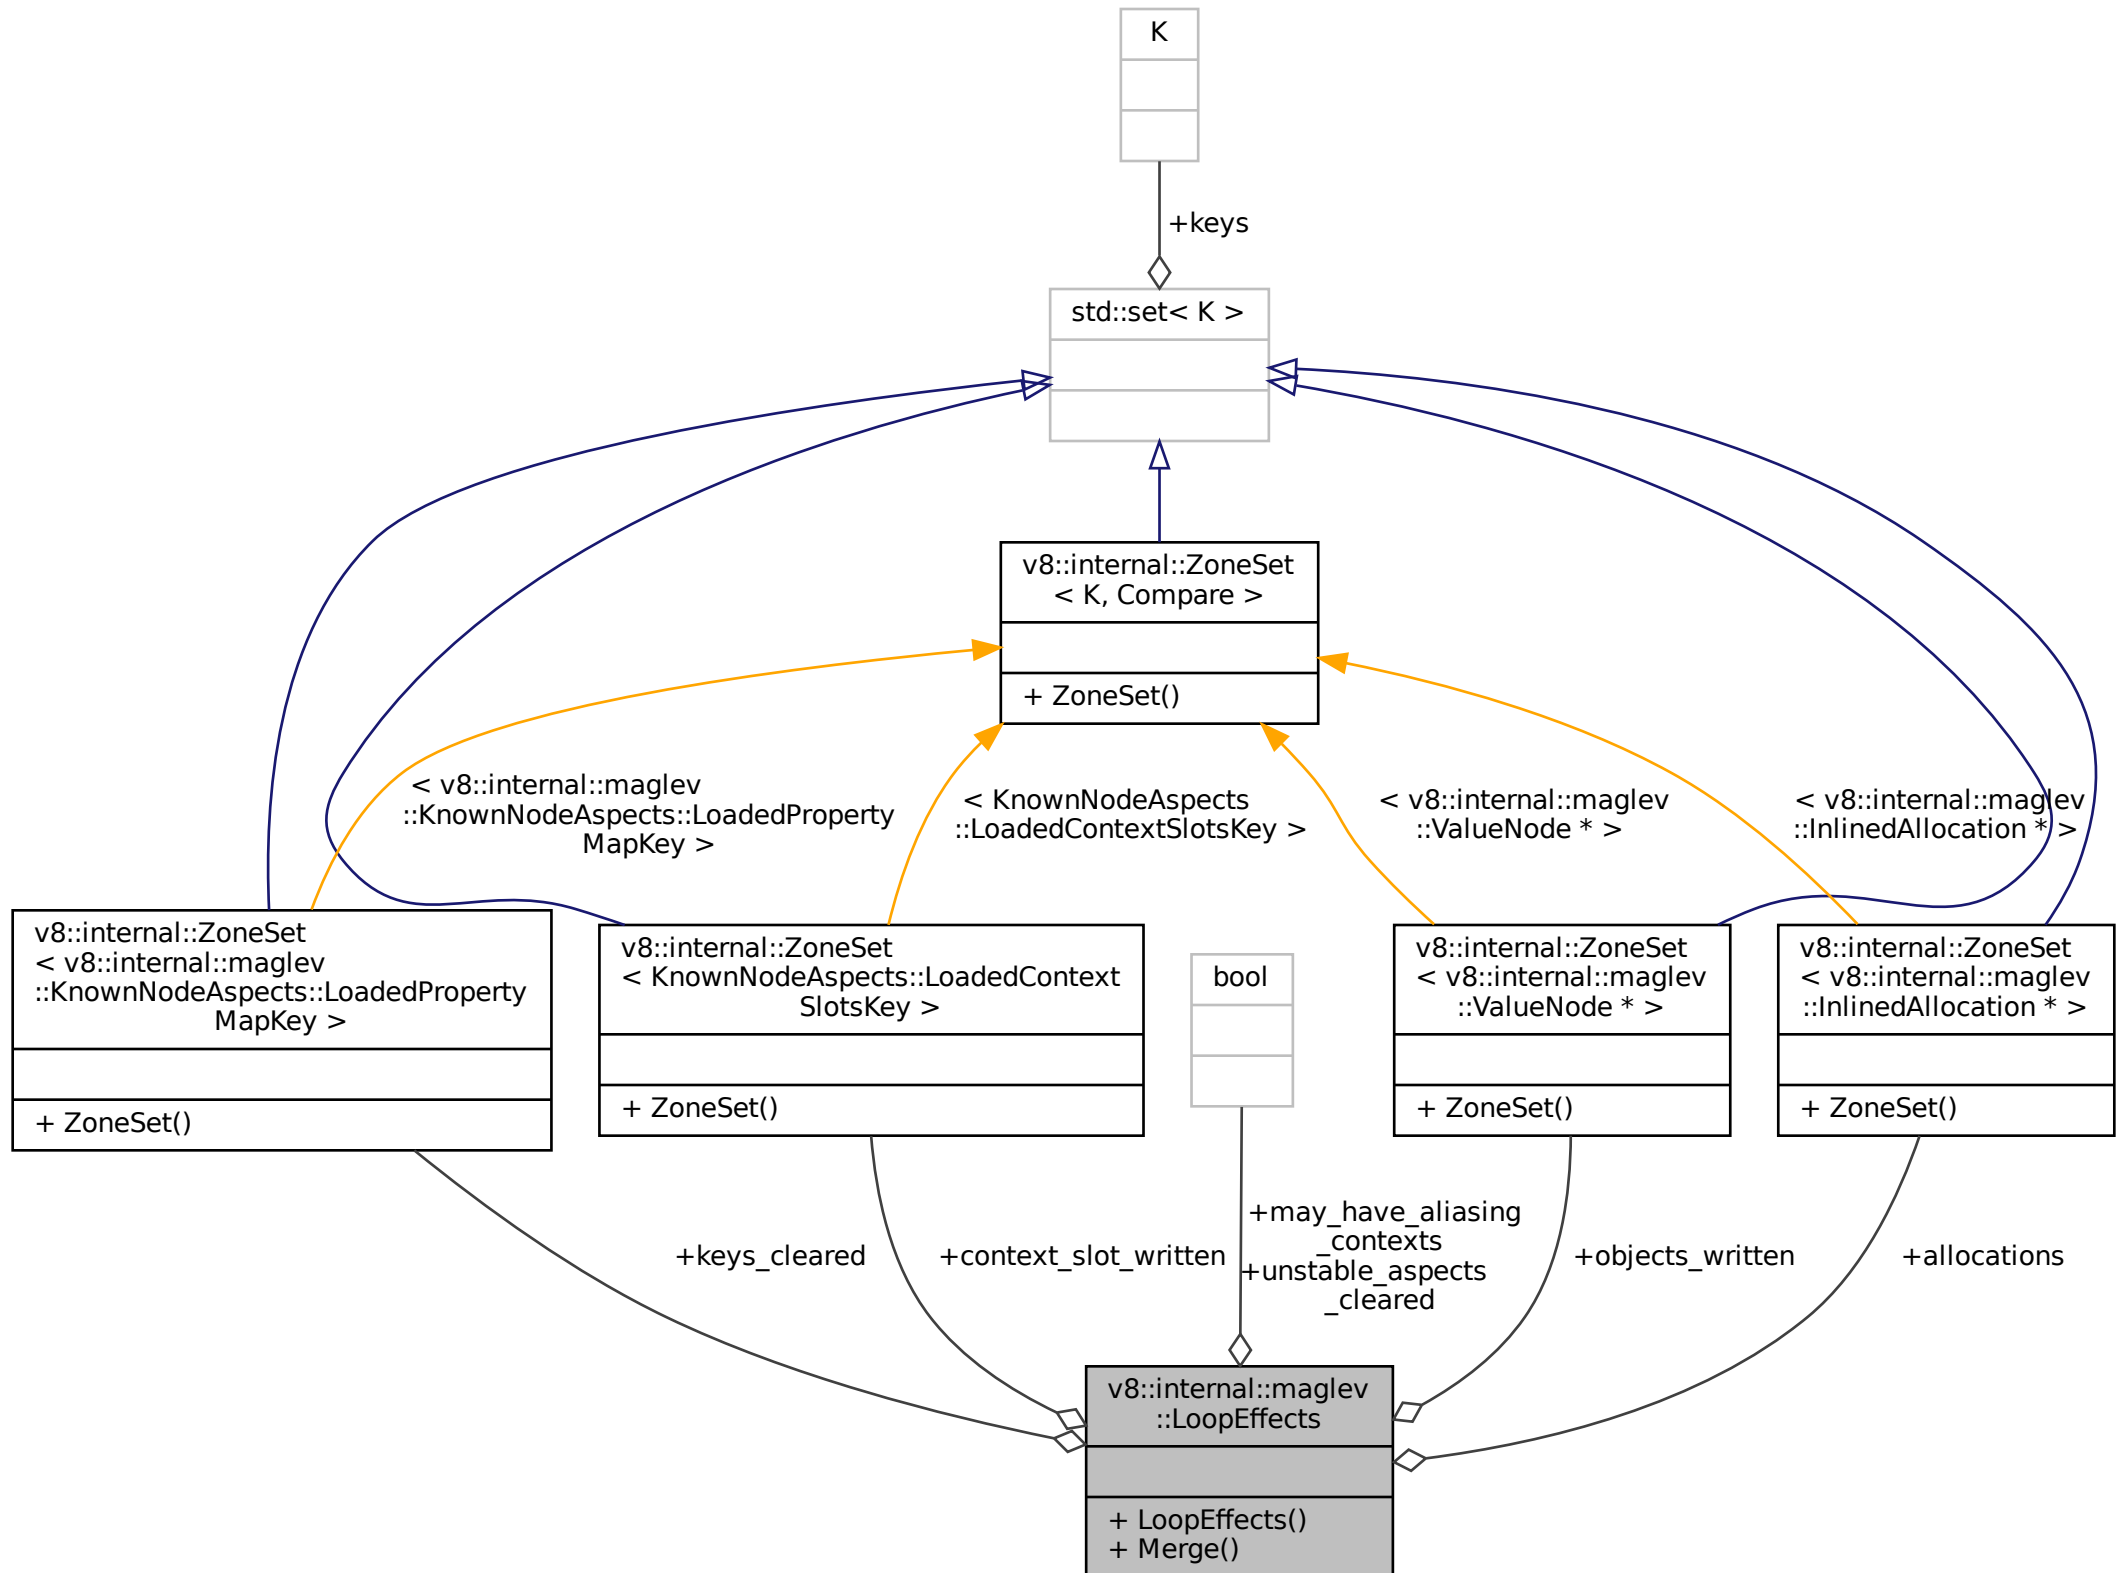 K
+keys
std::set< K >
v8::internal::ZoneSet
< K, Compare >
+ ZoneSet()
< v8::internal::maglev
::KnownNodeAspects::LoadedProperty
MapKey >
< KnownNodeAspects
::LoadedContextSlotsKey >
< v8::internal::maglev
::ValueNode * >
< v8::internal::maglev
::InlinedAllocation * >
v8::internal::ZoneSet
< v8::internal::maglev
::KnownNodeAspects::LoadedProperty
MapKey >
+ ZoneSet()
v8::internal::ZoneSet
< KnownNodeAspects::LoadedContext
SlotsKey >
+ ZoneSet()
bool
v8::internal::ZoneSet
< v8::internal::maglev
::ValueNode * >
+ ZoneSet()
v8::internal::ZoneSet
< v8::internal::maglev
::InlinedAllocation * >
+ ZoneSet()
+keys_cleared
+context_slot_written
+may_have_aliasing
_contexts
+unstable_aspects
_cleared
+objects_written
+allocations
v8::internal::maglev
::LoopEffects
+ LoopEffects()
+ Merge()